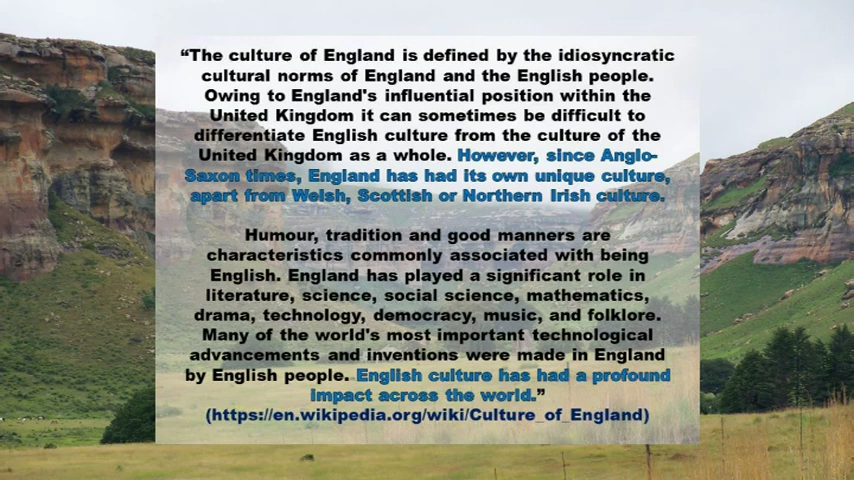 “The culture of England is defined by the idiosyncratic
cultural norms of England and the English people.
Owing to England's influential position within the
United Kingdom it can sometimes be difficult to
differentiate English culture from the culture of the
United Kingdom as a whole. However, since Anglo-
Saxon times, England has had its own unique culture,
apart from Welsh, Scottish or Northern Irish culture.
Humour, tradition and good manners are
characteristics commonly associated with being
English. England has played a significant role in
literature, science, social science, mathematics,
drama, technology, democracy, music, and folklore.
Many of the world's most important technological
advancements and inventions were made in England
by English people. English culture has had a profound
impact across the world.”
(https://en.wikipedia.org/wiki/Culture_of_England)